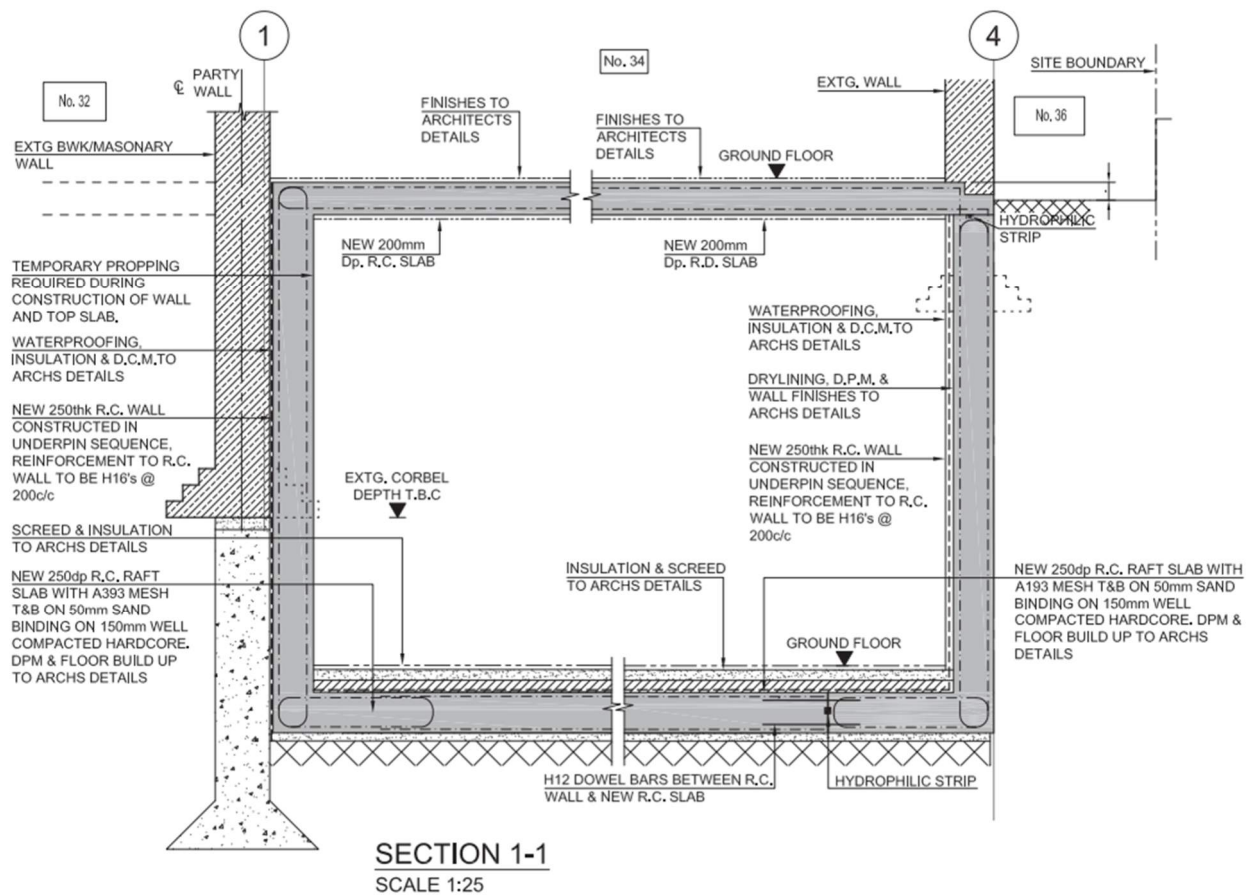 1
4
No. 34
No. 32
℄ PARTY
WALL
SITE BOUNDARY
EXTG. WALL
No. 36
FINISHES TO
ARCHITECTS
DETAILS
FINISHES TO
ARCHITECTS
DETAILS
EXTG BWK/MASONARY
WALL
GROUND FLOOR
HYDROPHILIC
STRIP
NEW 200mm
Dp. R.C. SLAB
NEW 200mm
Dp. R.D. SLAB
TEMPORARY PROPPING
REQUIRED DURING
CONSTRUCTION OF WALL
AND TOP SLAB.
WATERPROOFING,
INSULATION & D.C.M.TO
ARCHS DETAILS
NEW 250thk R.C. WALL
CONSTRUCTED IN
UNDERPIN SEQUENCE,
REINFORCEMENT TO R.C.
WALL TO BE H16's @
200c/c
SCREED & INSULATION
TO ARCHS DETAILS
NEW 250dp R.C. RAFT
SLAB WITH A393 MESH
T&B ON 50mm SAND
BINDING ON 150mm WELL
COMPACTED HARDCORE.
DPM & FLOOR BUILD UP
TO ARCHS DETAILS
EXTG. CORBEL
DEPTH T.B.C
WATERPROOFING,
INSULATION & D.C.M.TO
ARCHS DETAILS
DRYLINING, D.P.M. &
WALL FINISHES TO
ARCHS DETAILS
NEW 250thk R.C. WALL
CONSTRUCTED IN
UNDERPIN SEQUENCE,
REINFORCEMENT TO R.C.
WALL TO BE H16's @
200c/c
INSULATION & SCREED
TO ARCHS DETAILS
GROUND FLOOR
NEW 250dp R.C. RAFT SLAB WITH
A193 MESH T&B ON 50mm SAND
BINDING ON 150mm WELL
COMPACTED HARDCORE. DPM &
FLOOR BUILD UP TO ARCHS
DETAILS
H12 DOWEL BARS BETWEEN R.C.
WALL & NEW R.C. SLAB
HYDROPHILIC STRIP
SECTION 1-1
SCALE 1:25